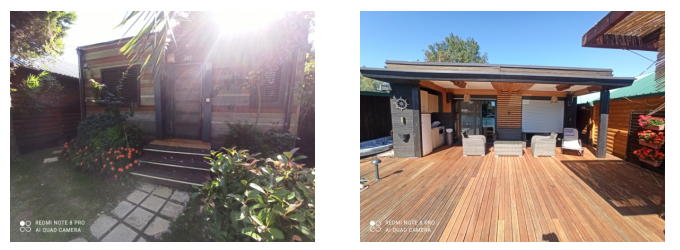 REDMI NOTE 8 PRO
AI QUAD CAMERA
REDMI NOTE 8 PRO
AI QUAD CAMERA